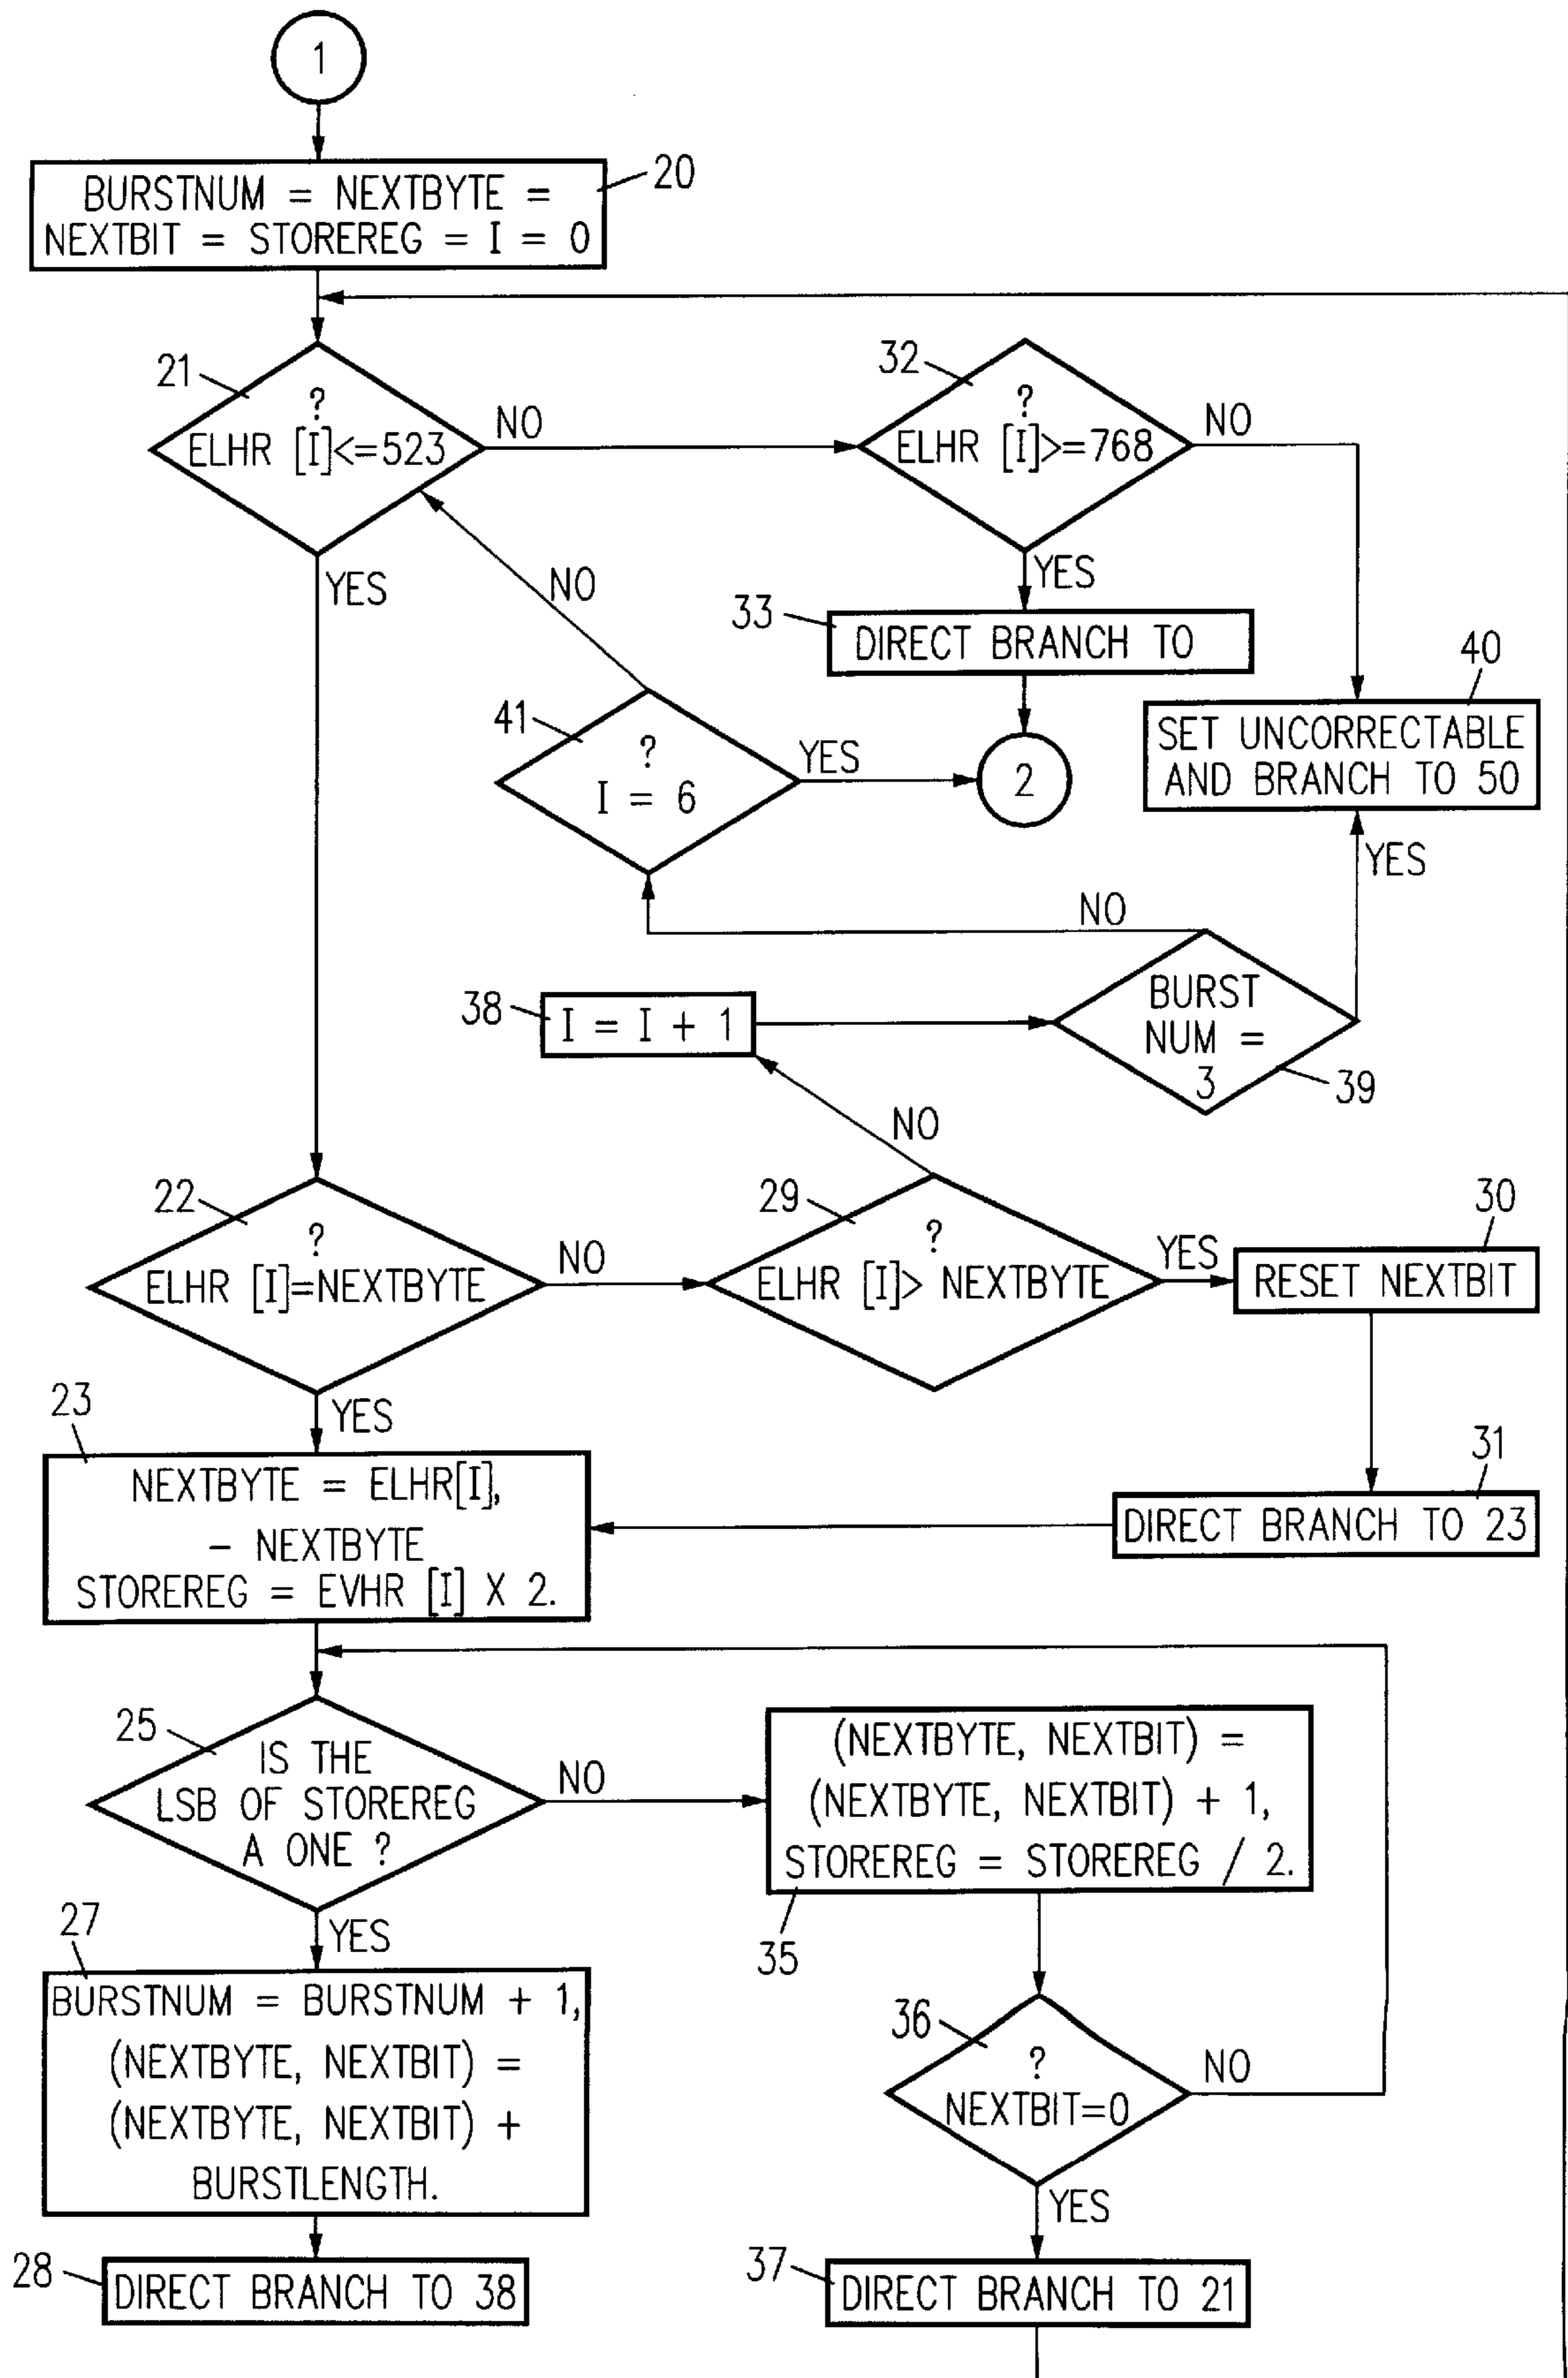 1
BURSTNUM = NEXTBYTE =
NEXTBIT = STOREREG = I = 0
20
21
?
ELHR [I]<=523
NO
YES
32
?
ELHR [I]>=768
NO
YES
33
DIRECT BRANCH TO
2
40
SET UNCORRECTABLE
AND BRANCH TO 50
YES
NO
41
?
I = 6
YES
NO
38
I = I + 1
BURST
NUM =
3
39
NO
22
?
ELHR [I]=NEXTBYTE
NO
YES
29
?
ELHR [I]> NEXTBYTE
YES
30
RESET NEXTBIT
31
DIRECT BRANCH TO 23
23
NEXTBYTE = ELHR[I],
- NEXTBYTE
STOREREG = EVHR [I] X 2.
25
IS THE
LSB OF STOREREG
A ONE ?
NO
YES
(NEXTBYTE, NEXTBIT) =
(NEXTBYTE, NEXTBIT) + 1,
STOREREG = STOREREG / 2.
35
27
BURSTNUM = BURSTNUM + 1,
(NEXTBYTE, NEXTBIT) =
(NEXTBYTE, NEXTBIT) +
BURSTLENGTH.
36
?
NEXTBIT=0
NO
YES
28
DIRECT BRANCH TO 38
37
DIRECT BRANCH TO 21